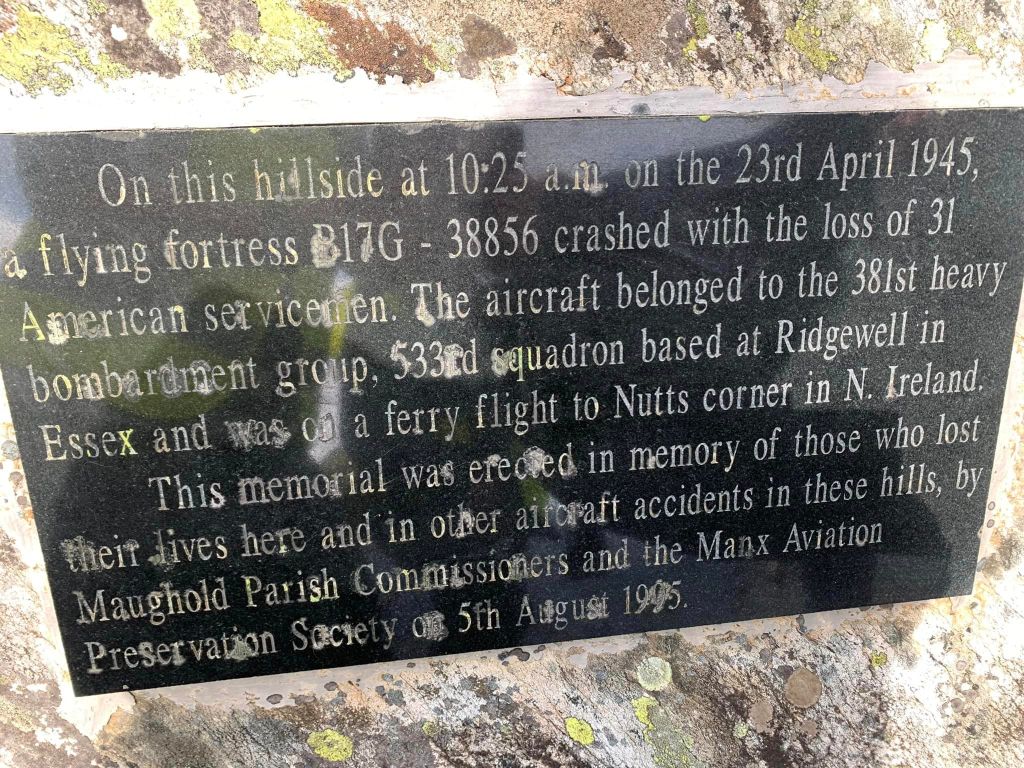 On this hillside at 10:25 a.m. on the 23rd April 1945,
a flying fortress B17G - 38856 crashed with the loss of 31
American servicemen. The aircraft belonged to the 381st heavy
bombardment group, 533rd squadron based at Ridgewell in
Essex and was on a ferry flight to Nutts corner in N. Ireland.
This memorial was erected in memory of those who lost
their lives here and in other aircraft accidents in these hills, by
Maughold Parish Commissioners and the Manx Aviation
Preservation Society on 5th August 1995.